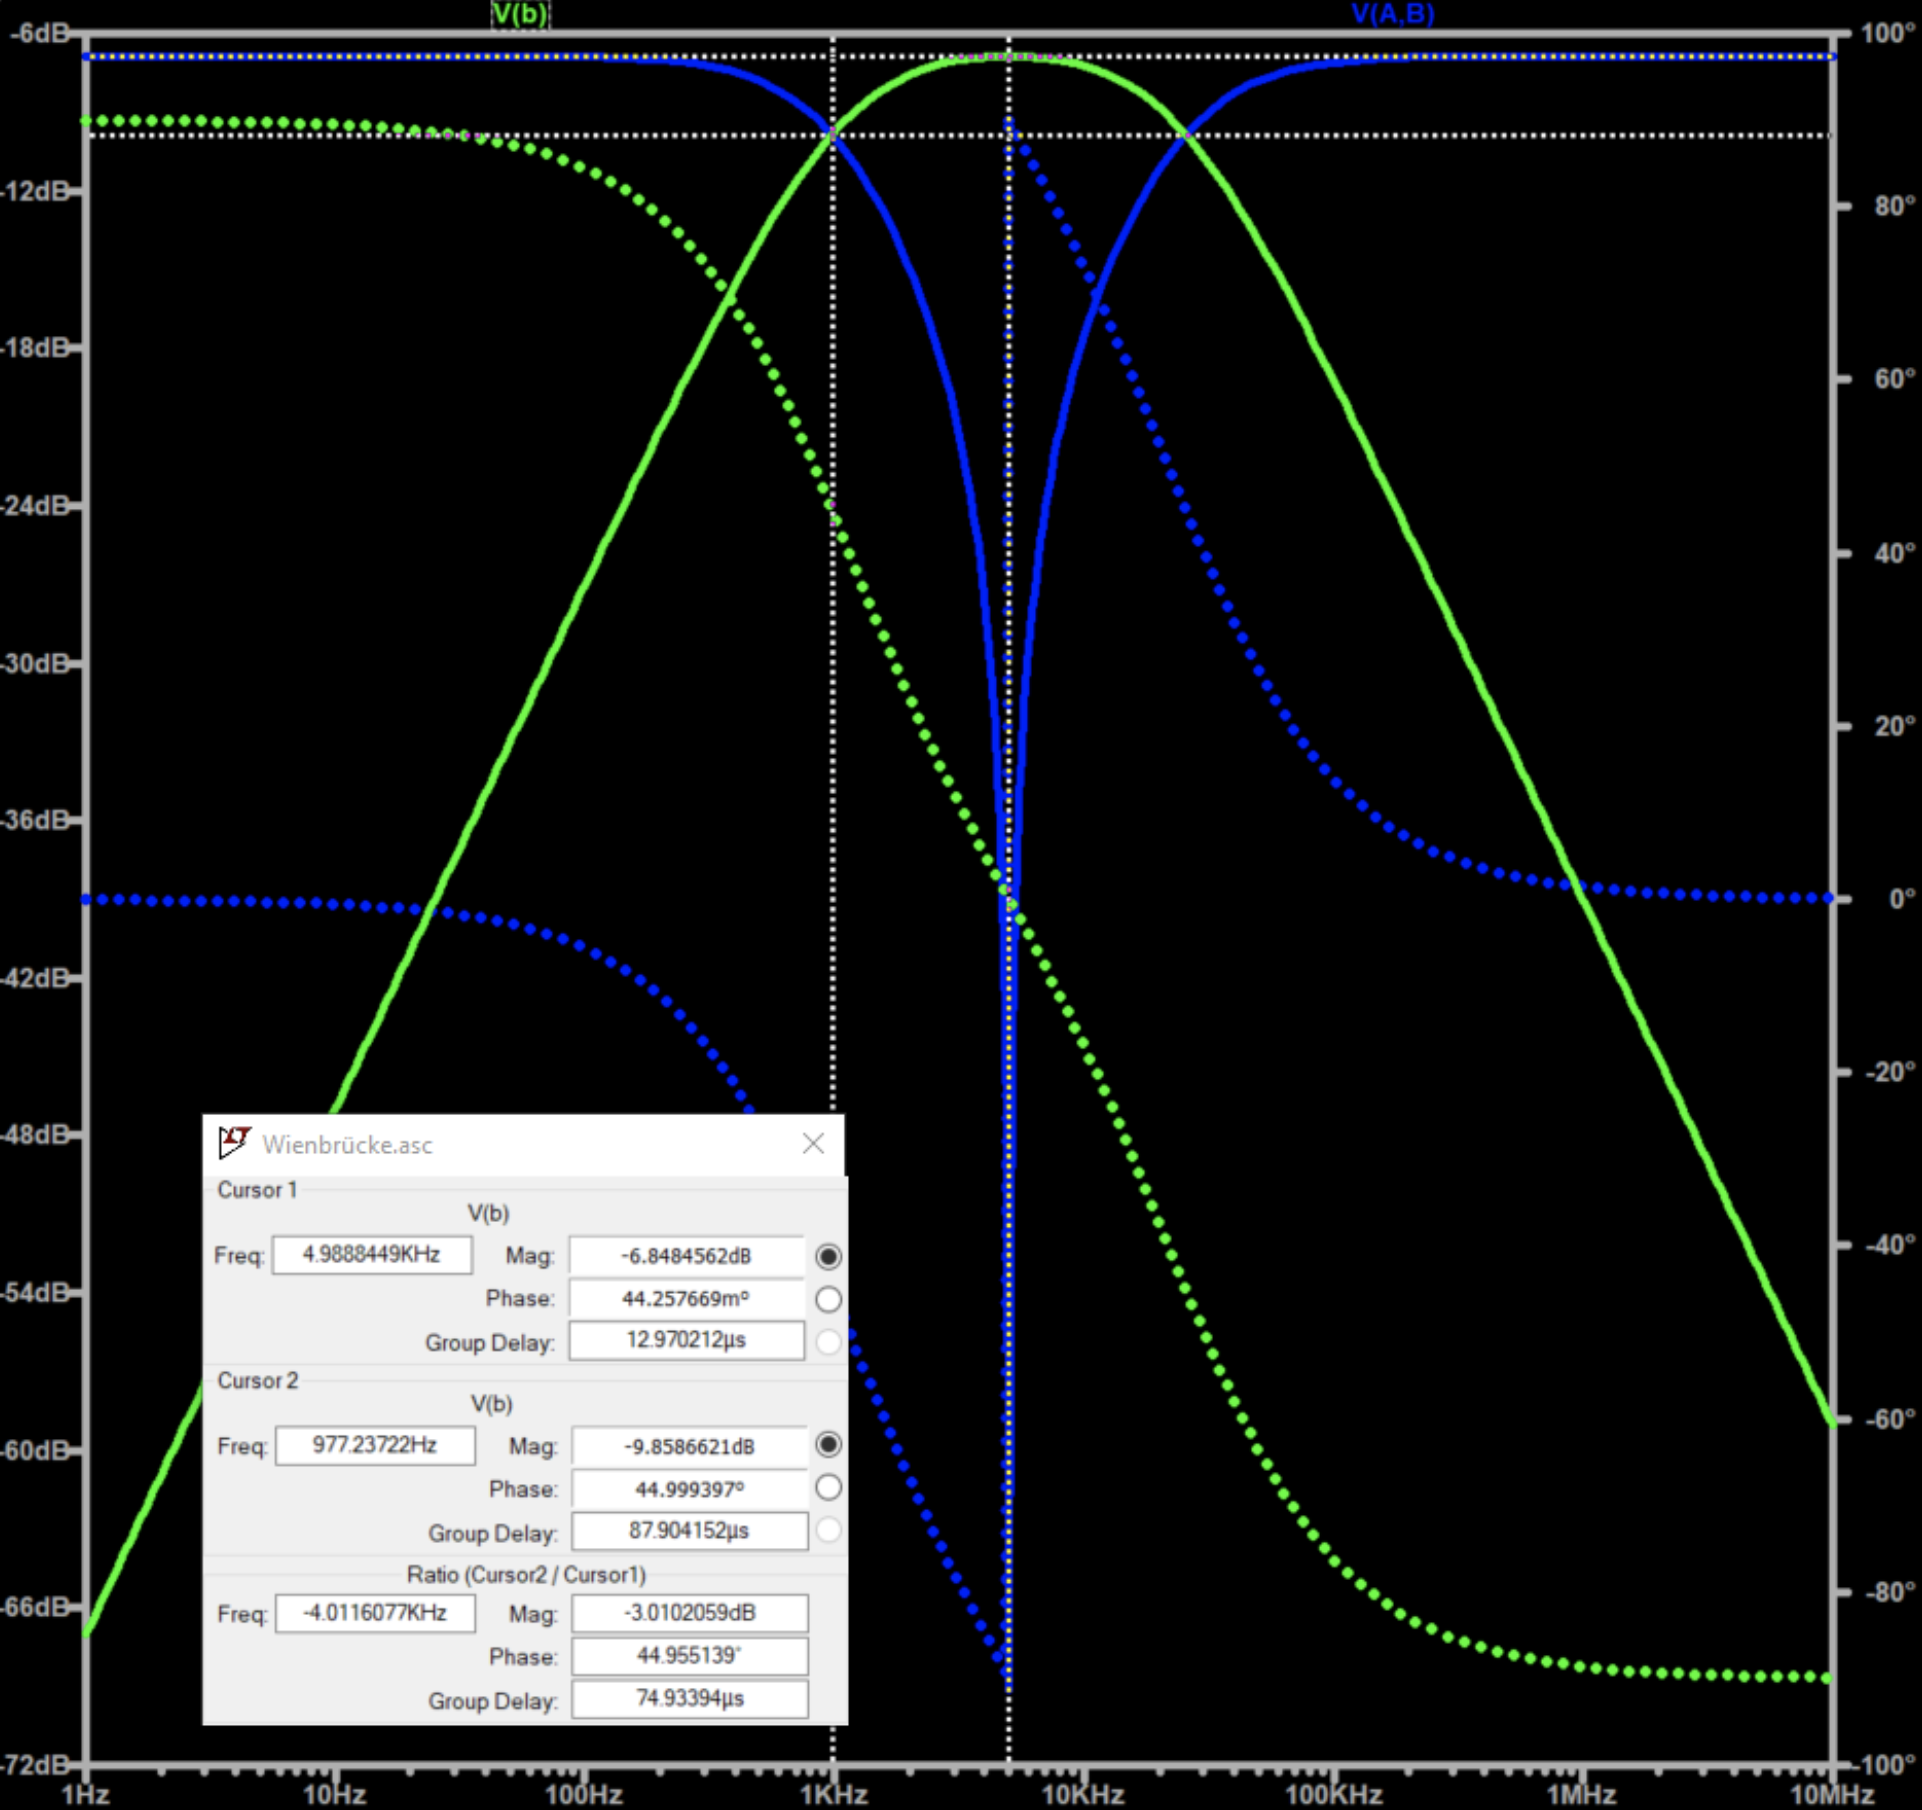 V(b) V(A,B)
-6dB 100°
-12dB
80°
-18dB
60°
-24dB
40°
-30dB
20°
-36dB
0°
-42dB
-20°
-48dB
Wienbrücke.asc
Cursor 1
V(b)
Freq: 4.9888449KHz Mag: -6.8484562dB
-40°
-54dB
Phase: 44.257669m°
Group Delay: 12.970212µs
Cursor 2
V(b)
-60°
Freq: 977.23722Hz Mag: -9.8586621dB
-60dB
Phase: 44.999397°
Group Delay: 87.904152µs
Ratio (Cursor2 / Cursor1)
-80°
-66dB
Freq: -4.0116077KHz Mag: -3.0102059dB
Phase: 44.955139°
Group Delay: 74.93394µs
-72dB -100°
1Hz 10Hz 100Hz 1KHz 10KHz 100KHz 1MHz 10MHz